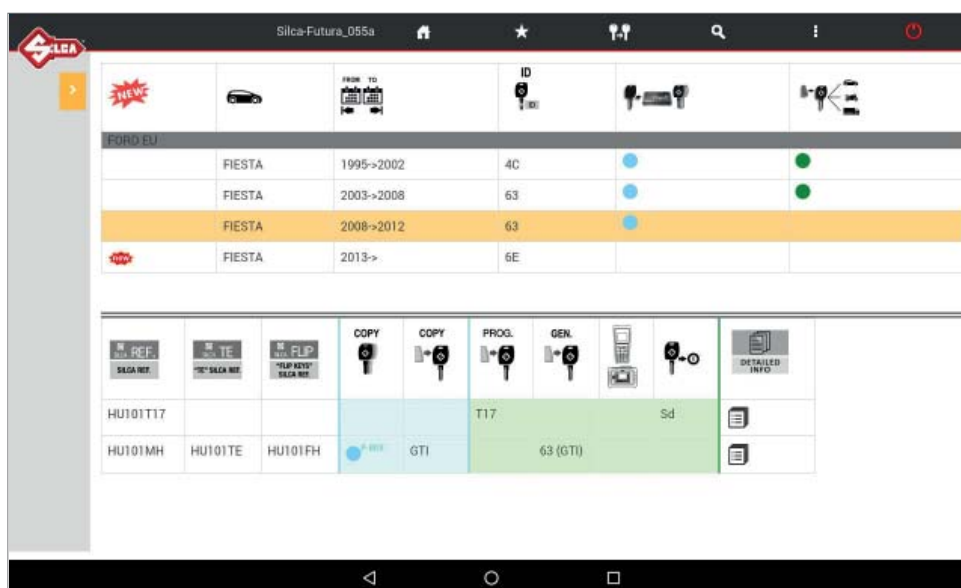 Silca-Futura_055a
SILCA
NEW
FROM TO
ID
ID
FORD EU
FIESTA 1995->2002 4C
FIESTA 2003->2008 63
FIESTA 2008->2012 63
new FIESTA 2013-> 6E
COPY COPY PROG. GEN.
REF. TE FLIP
SILCA REF. "TE" SILCA REF. "FLIP KEYS" SILCA REF. DETAILED INFO
HU101T17 T17 Sd
HU101MH HU101TE HU101FH GTI 63 (GTI)